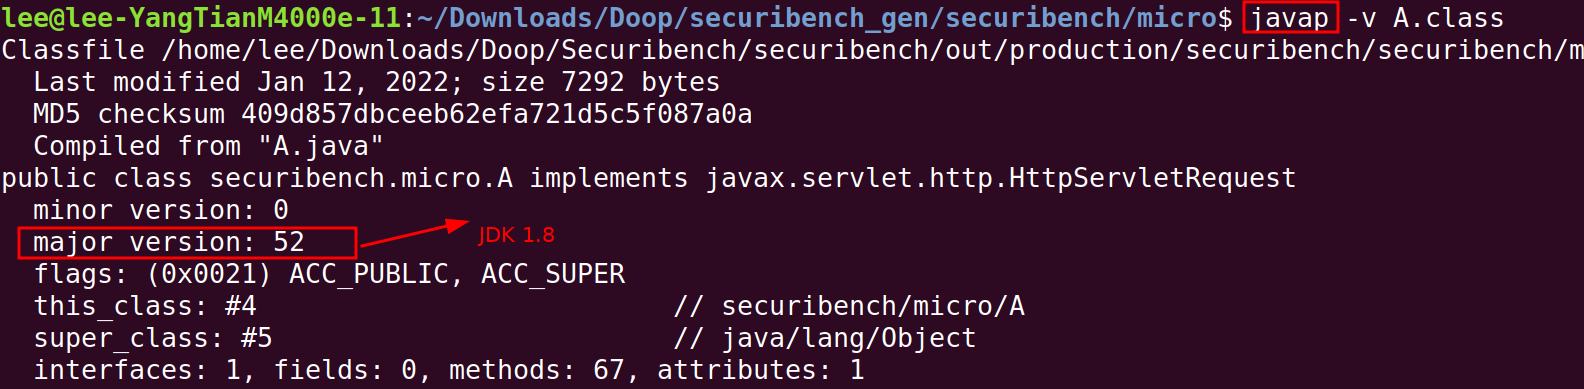 lee@lee-YangTianM4000e-11:~/Downloads/Doop/securibench_gen/securibench/micro$ javap -v A.class
Classfile /home/lee/Downloads/Doop/Securibench/securibench/out/production/securibench/securibench/m
Last modified Jan 12, 2022; size 7292 bytes
MD5 checksum 409d857dbceeb62efa721d5c5f087a0a
Compiled from "A.java"
public class securibench.micro.A implements javax.servlet.http.HttpServletRequest
minor version: 0
major version: 52
JDK 1.8
flags: (0x0021) ACC_PUBLIC, ACC_SUPER
this_class: #4 // securibench/micro/A
super_class: #5 // java/lang/Object
interfaces: 1, fields: 0, methods: 67, attributes: 1